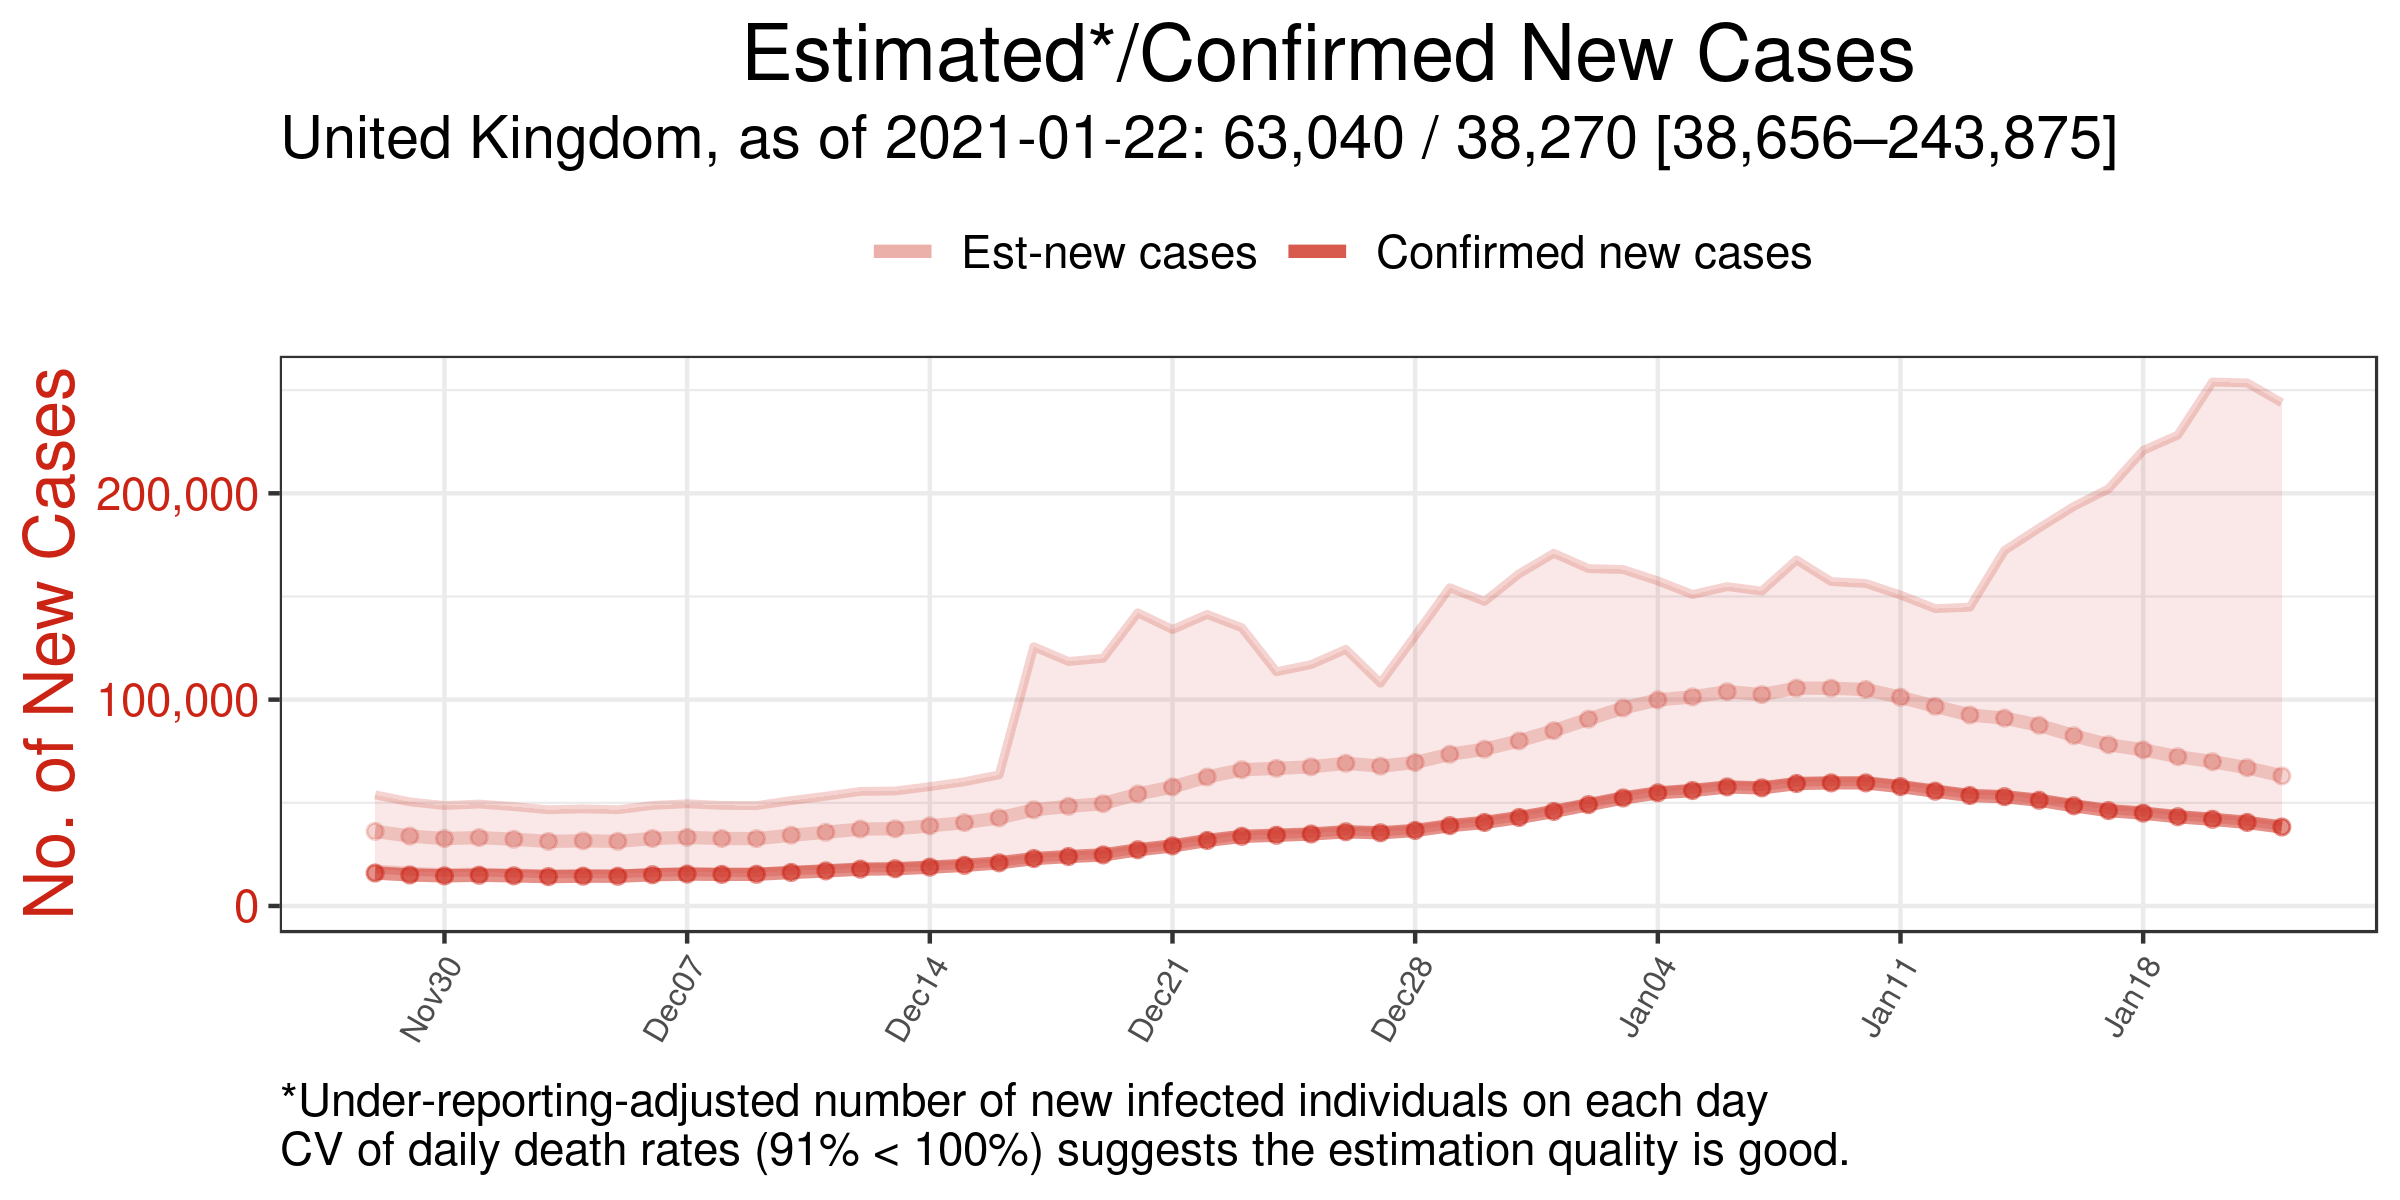 Estimated*/Confirmed New Cases
United Kingdom, as of 2021-01-22: 63,040 / 38,270 [38,656–243,875]
Est-new cases
Confirmed new cases
No. of New Cases
200,000
100,000
0
Nov30
Dec07
Dec14
Dec21
Dec28
Jan04
Jan11
Jan18
*Under-reporting-adjusted number of new infected individuals on each day
CV of daily death rates (91% < 100%) suggests the estimation quality is good.